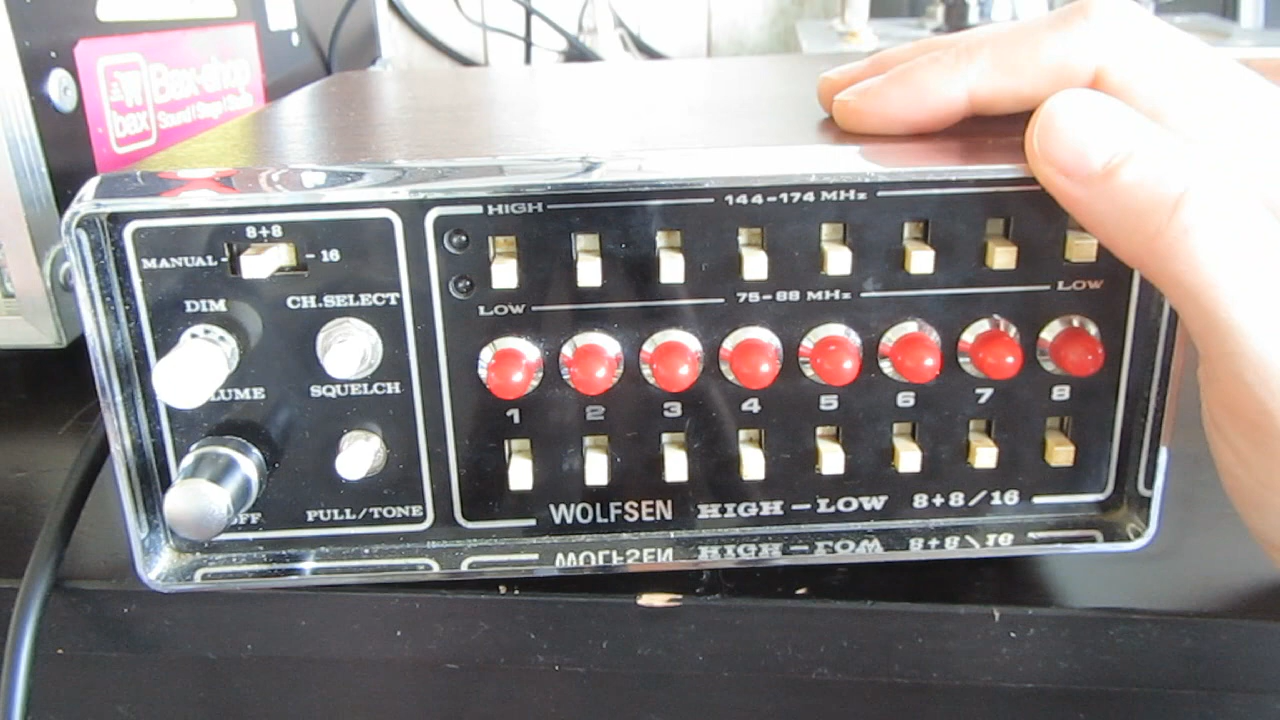 W
bax
Bax-shop
Sound / Stage / Studio
8+8
MANUAL - - 16
DIM
CH.SELECT
LUME
SQUELCH
OFF
PULL/TONE
HIGH 144-174 MHz
LOW 75-88 MHz LOW
1 2 3 4 5 6 7 8
WOLFSEN HIGH-LOW 8+8/16